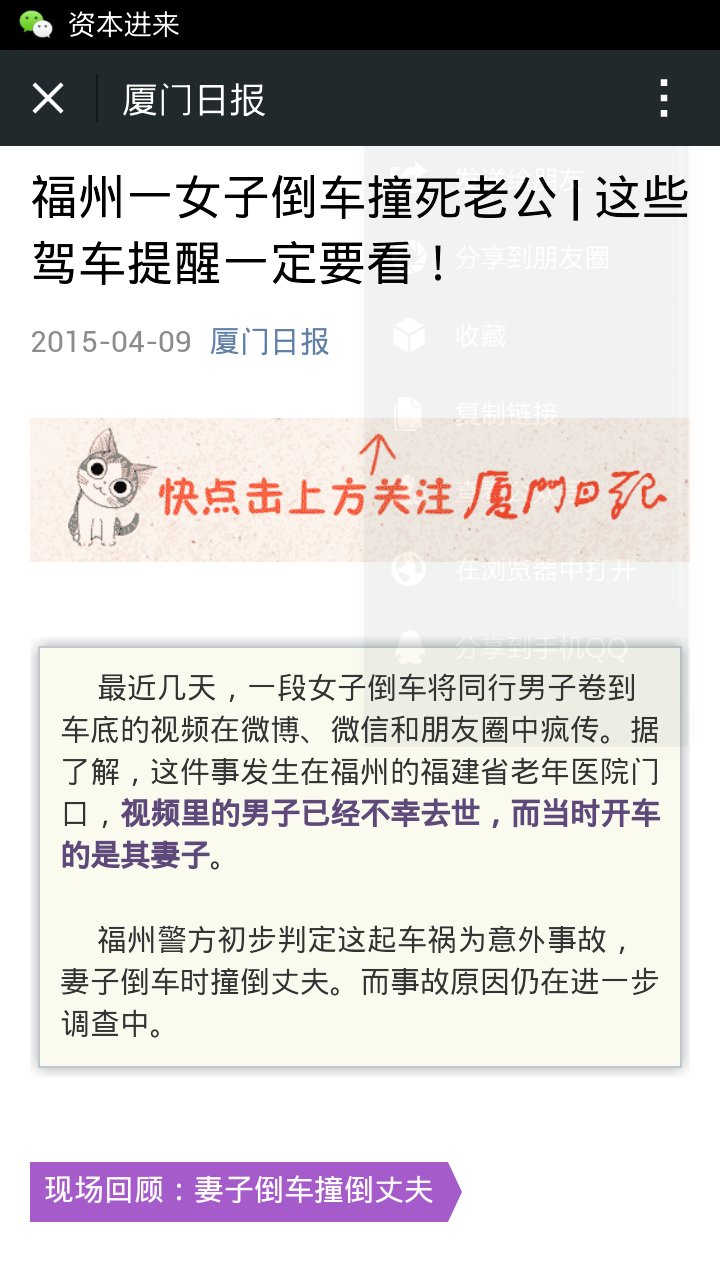 资本进来
厦门日报
福州一女子倒车撞死老公 | 这些
驾车提醒一定要看！
2015-04-09 厦门日报
发送给朋友
分享到朋友圈
收藏
复制链接
快点击上方关注厦门日报
在浏览器中打开
分享到手机QQ
最近几天，一段女子倒车将同行男子卷到
车底的视频在微博、微信和朋友圈中疯传。据
了解，这件事发生在福州的福建省老年医院门
口，视频里的男子已经不幸去世，而当时开车
的是其妻子。
福州警方初步判定这起车祸为意外事故，
妻子倒车时撞倒丈夫。而事故原因仍在进一步
调查中。
现场回顾：妻子倒车撞倒丈夫